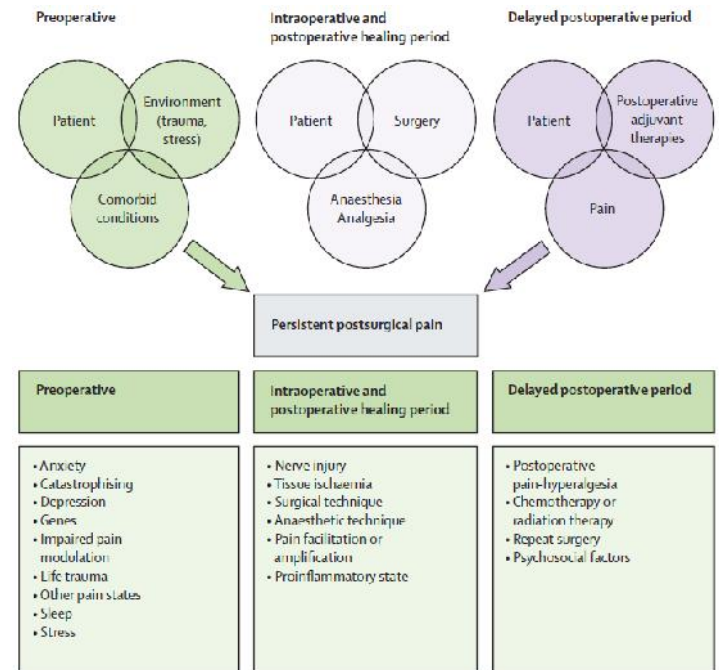 Preoperative
Intraoperative and
postoperative healing period
Delayed postoperative period
Patient
Environment
(trauma,
stress)
Comorbid
conditions
Patient
Surgery
Anaesthesia
Analgesia
Patient
Postoperative
adjuvant
therapies
Pain
Persistent postsurgical pain
Preoperative
Intraoperative and
postoperative healing period
Delayed postoperative period
• Anxiety
• Catastrophising
• Depression
• Genes
• Impaired pain
modulation
• Life trauma
• Other pain states
• Sleep
• Stress
• Nerve injury
• Tissue ischaemia
• Surgical technique
• Anaesthetic technique
• Pain facilitation or
amplification
• Proinflammatory state
• Postoperative
pain-hyperalgesia
• Chemotherapy or
radiation therapy
• Repeat surgery
• Psychosocial factors